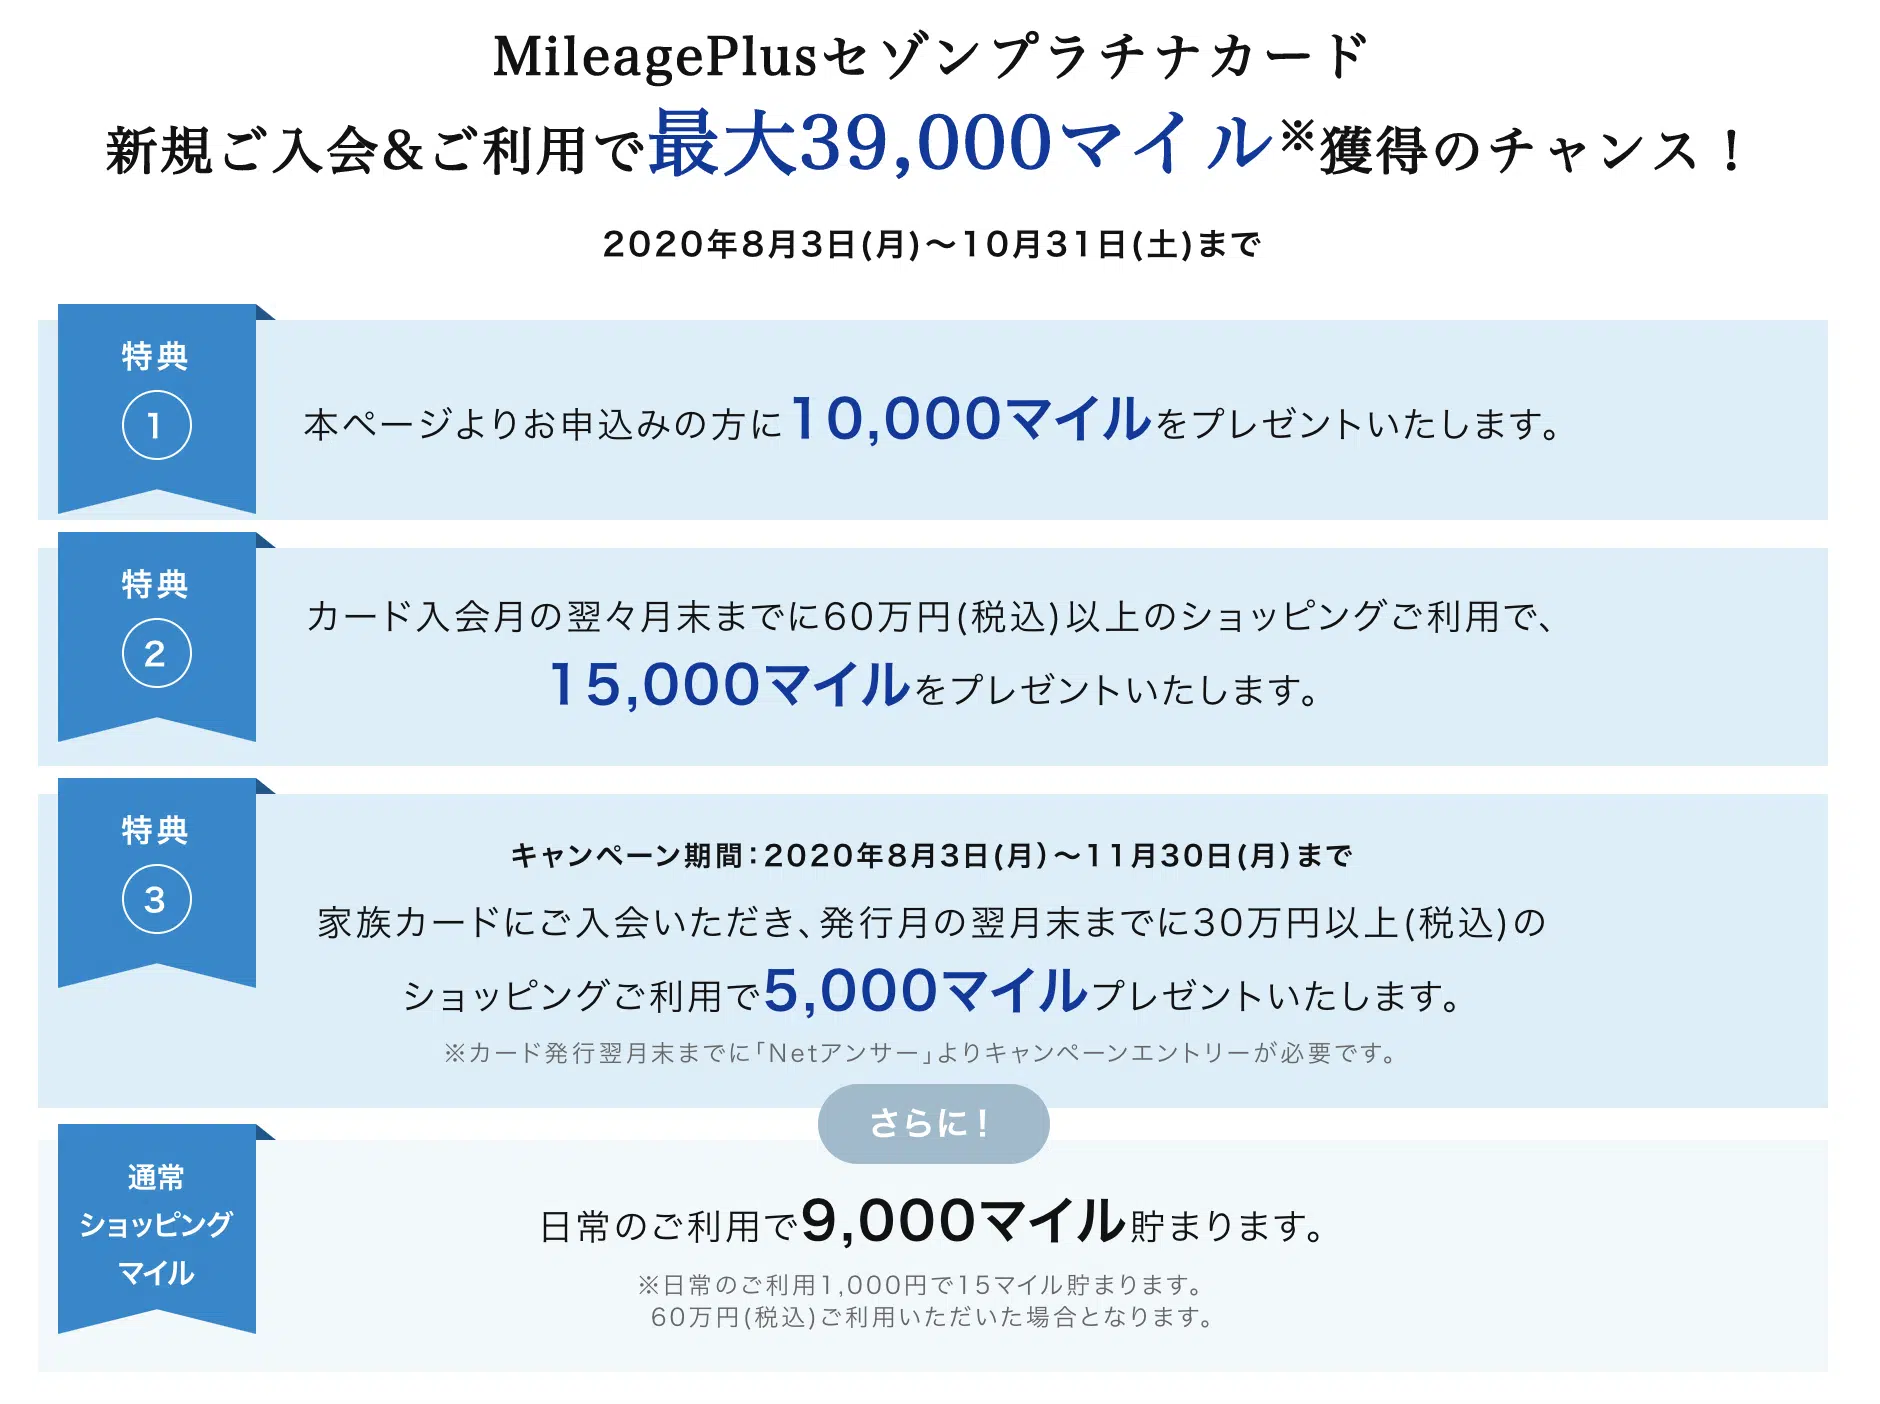 MileagePlusセゾンプラチナカード
新規ご入会&ご利用で最大39,000マイル※獲得のチャンス！
2020年8月3日(月)～10月31日(土)まで
特典
1
本ページよりお申込みの方に10,000マイルをプレゼントいたします。
特典
2
カード入会月の翌々月末までに60万円(税込)以上のショッピングご利用で、
15,000マイルをプレゼントいたします。
特典
3
キャンペーン期間：2020年8月3日(月)～11月30日(月)まで
家族カードにご入会いただき、発行月の翌月末までに30万円以上(税込)の
ショッピングご利用で5,000マイルプレゼントいたします。
※カード発行翌月末までに「Netアンサー」よりキャンペーンエントリーが必要です。
さらに！
通常
ショッピング
マイル
日常のご利用で9,000マイル貯まります。
※日常のご利用1,000円で15マイル貯まります。
60万円(税込)ご利用いただいた場合となります。